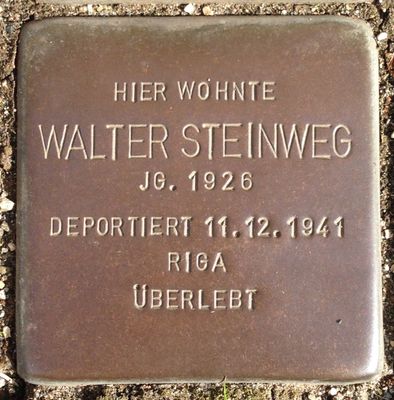 HIER WOHNTE
WALTER STEINWEG
JG. 1926
DEPORTIERT 11.12.1941
RIGA
ÜBERLEBT